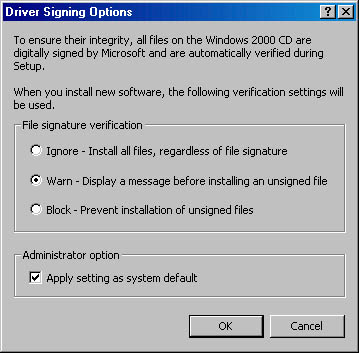 Driver Signing Options
To ensure their integrity, all files on the Windows 2000 CD are
digitally signed by Microsoft and are automatically verified during
Setup.
When you install new software, the following verification settings will
be used.
File signature verification
Ignore - Install all files, regardless of file signature
Warn - Display a message before installing an unsigned file
Block - Prevent installation of unsigned files
Administrator option
Apply setting as system default
OK
Cancel